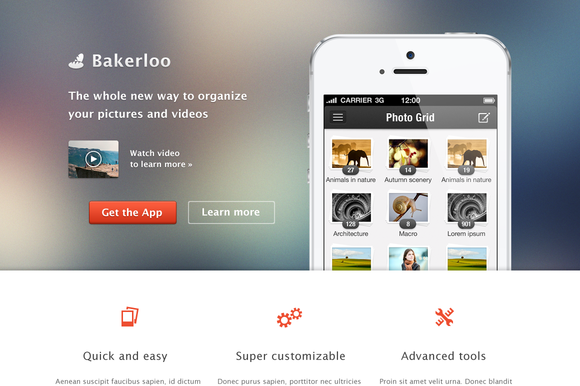 Bakerloo
The whole new way to organize
your pictures and videos
Watch video
to learn more »
Get the App
Learn more
CARRIER 3G
12:00
Photo Grid
27
14
19
Animals in nature
Autumn scenery
Animals in nature
128
8
901
Architecture
Macro
Lorem ipsum
Quick and easy
Super customizable
Advanced tools
Aenean suscipit faucibus sapien, id dictum
Donec purus sapien, porttitor nec ultricies
Proin sit amet velit urna. Donec blandit